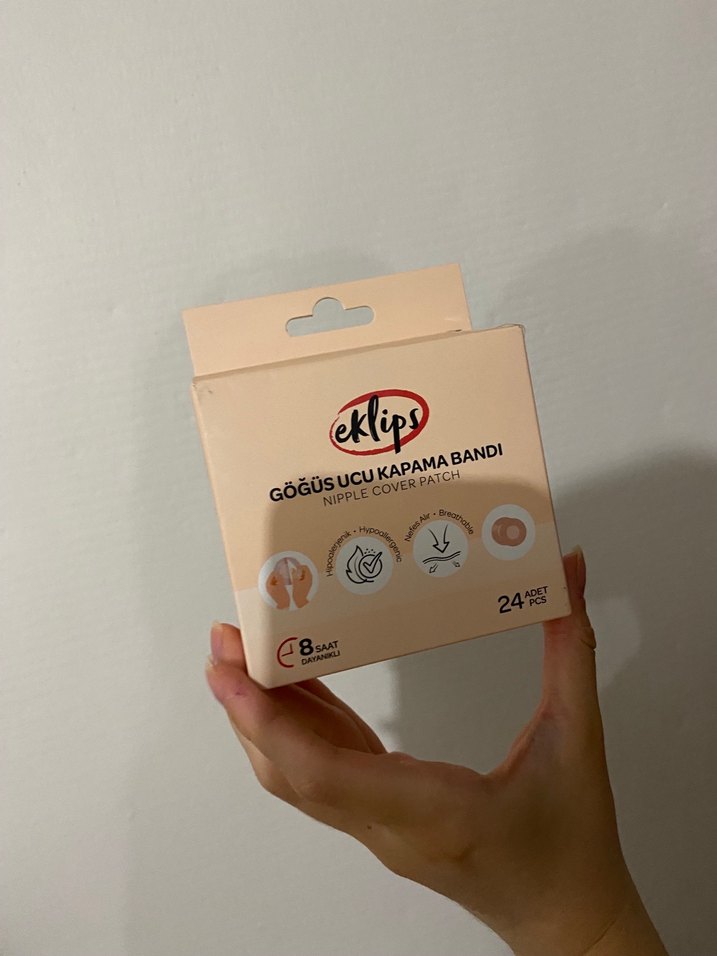 eklips
GÖĞÜS UCU KAPAMA BANDI
NIPPLE COVER PATCH
Hipoalerjenik • Hypoallergenic
Nefes Alır • Breathable
24 ADET
PCS
8 SAAT
DAYANIKLI